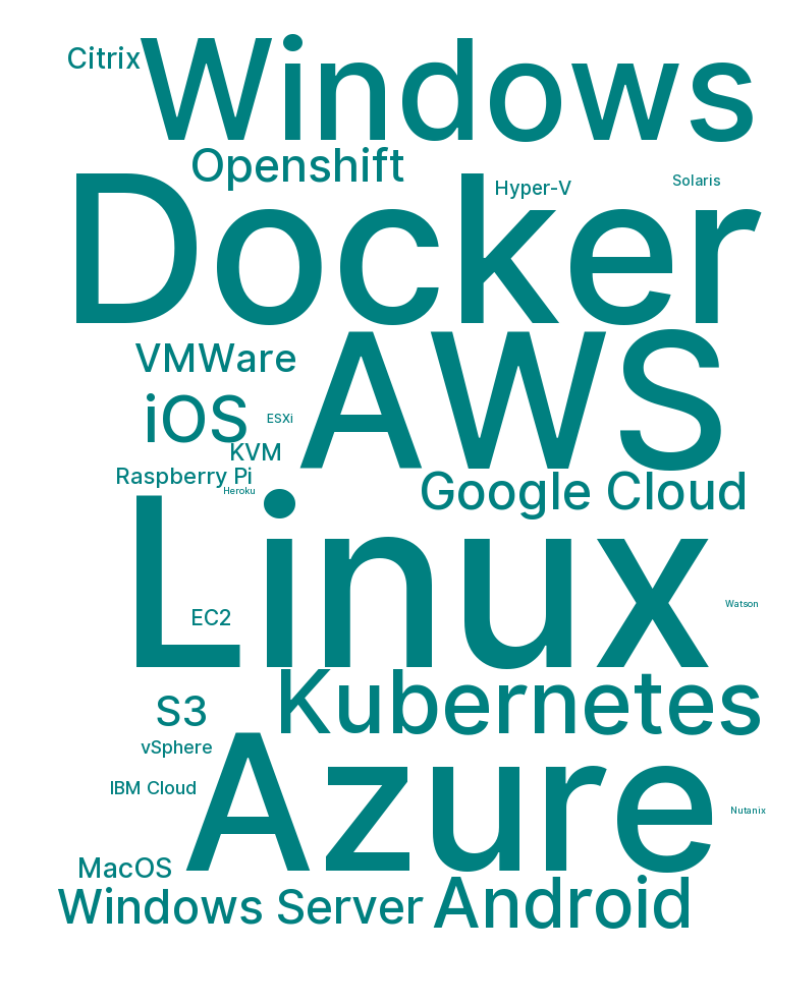 Citrix
Windows
Openshift
Hyper-V
Solaris
Docker
VMWare
AWS
iOS
ESXi
KVM
Raspberry Pi
Heroku
Google Cloud
Linux
EC2
Watson
Kubernetes
S3
vSphere
Azure
IBM Cloud
Nutanix
MacOS
Windows Server
Android